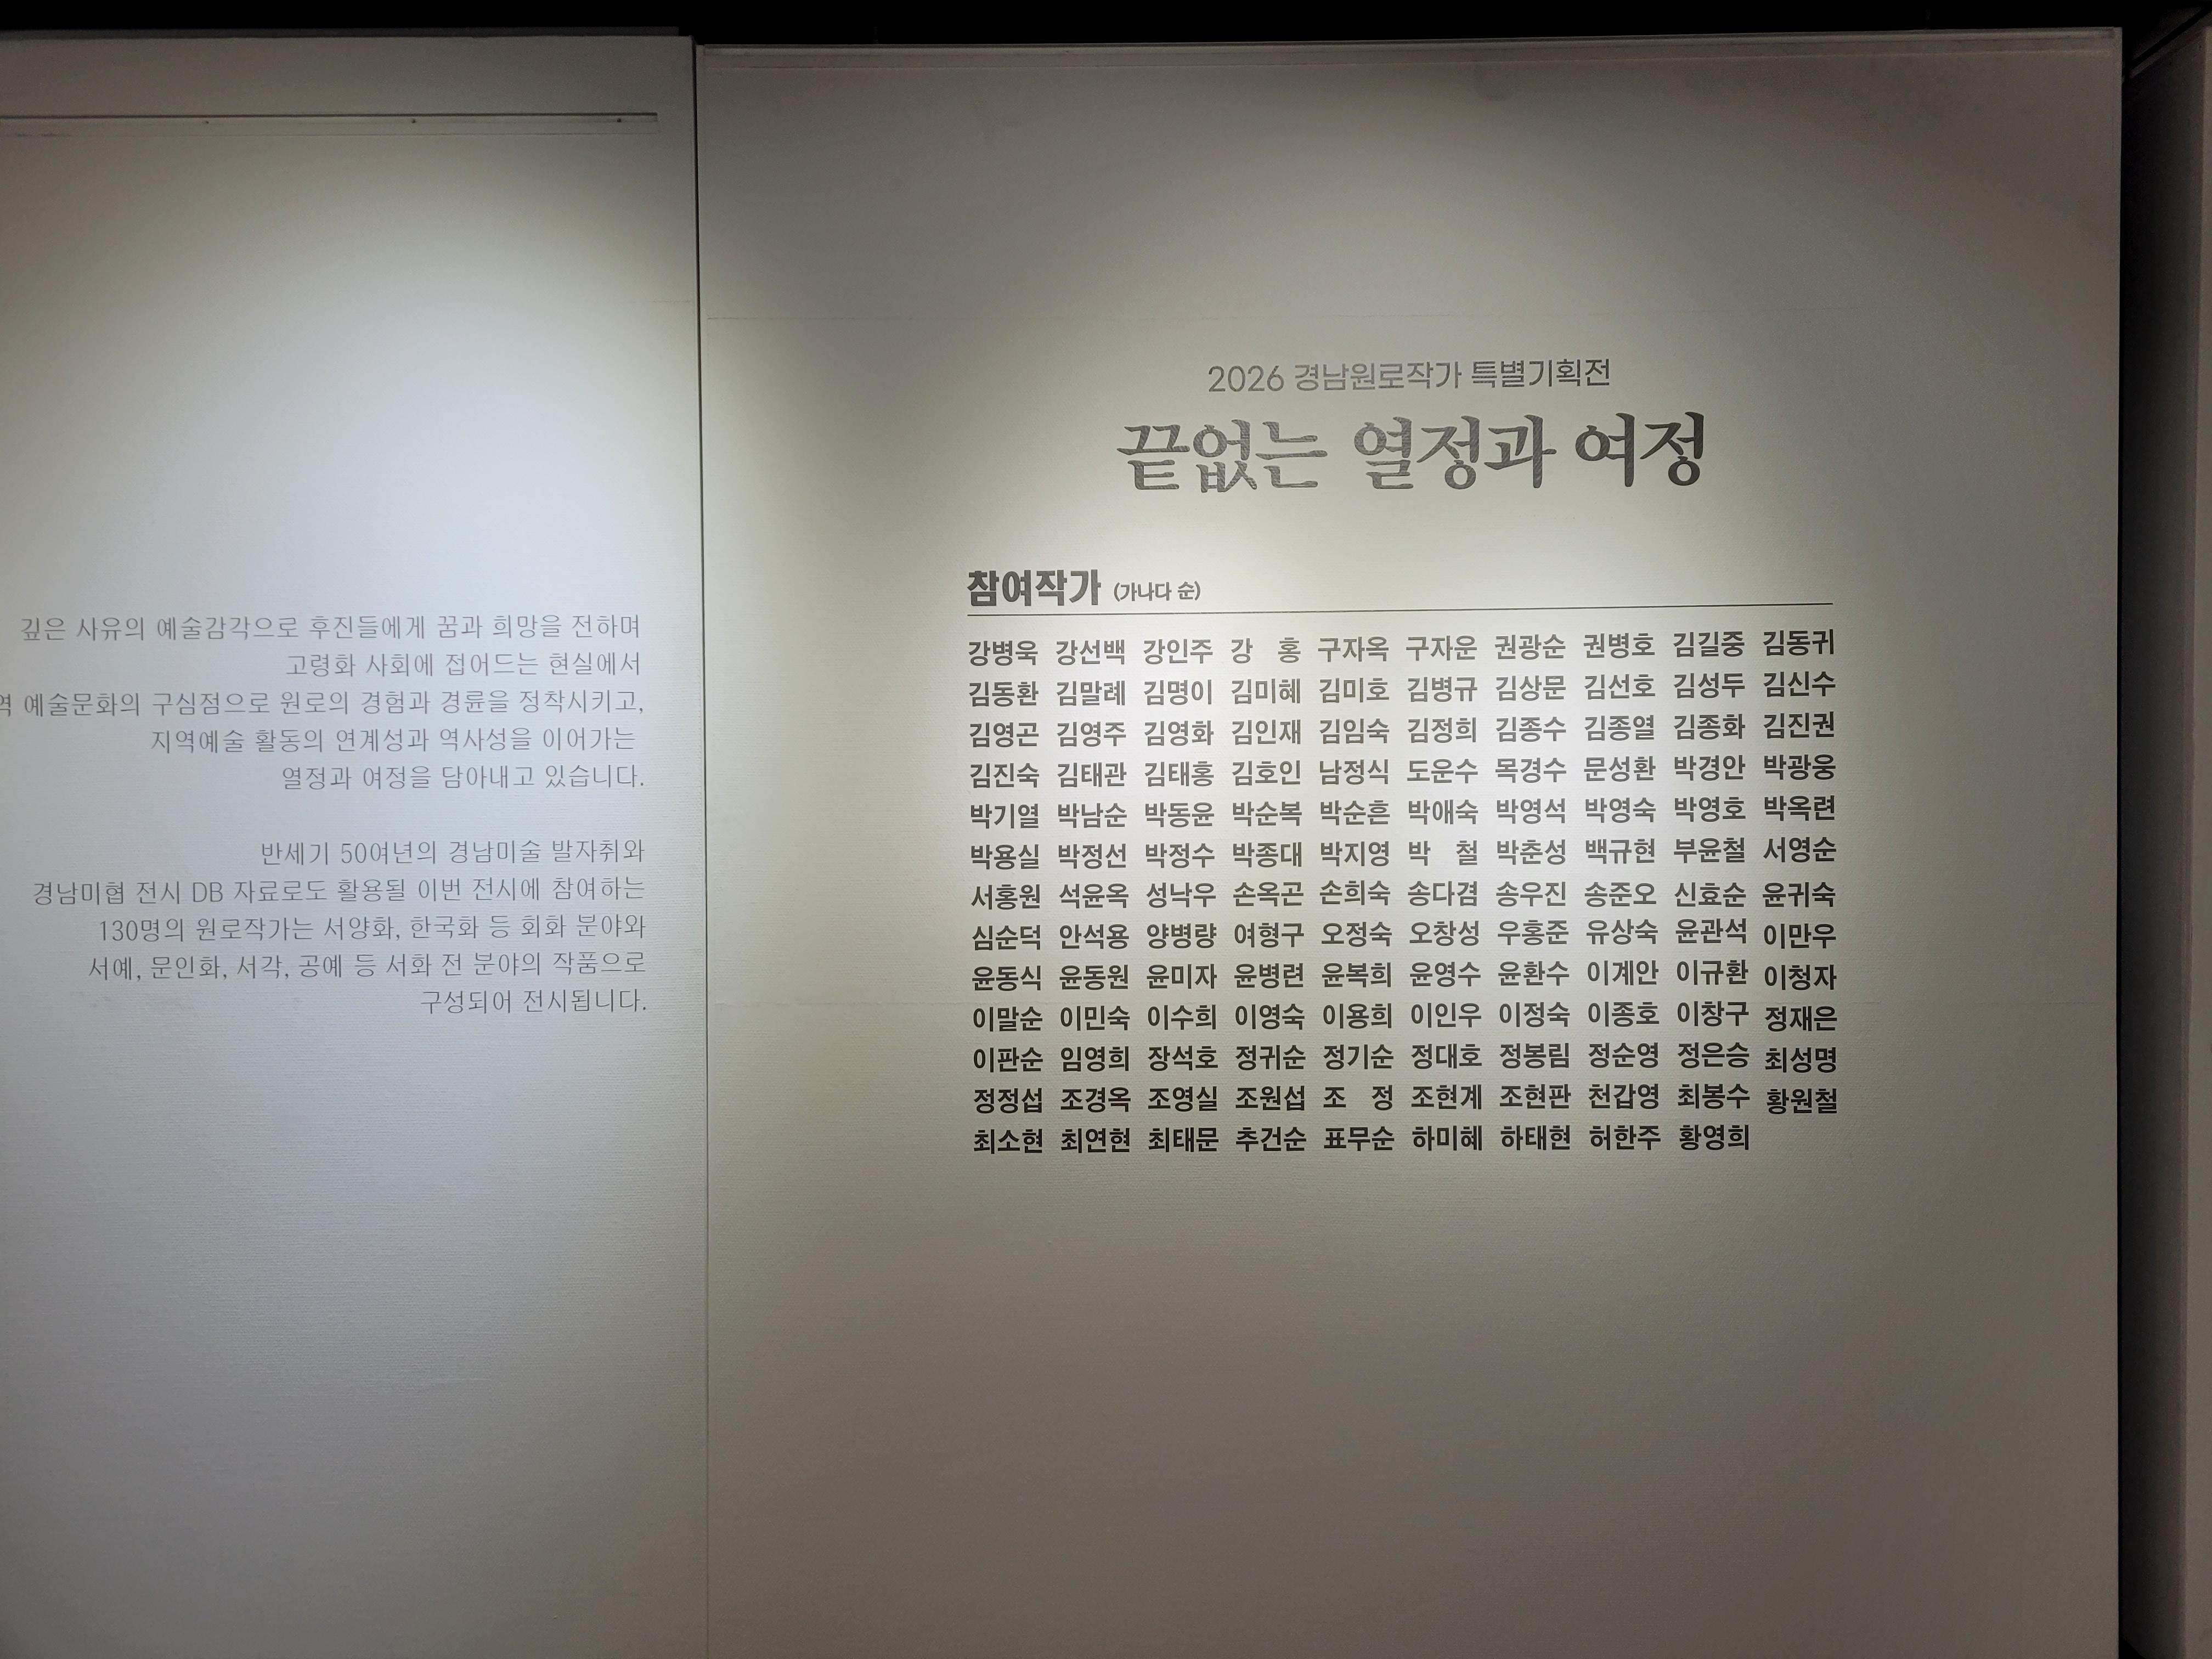 깊은 사유의 예술감각으로 후진들에게 꿈과 희망을 전하며
고령화 사회에 접어드는 현실에서
역 예술문화의 구심점으로 원로의 경험과 경륜을 정착시키고,
지역예술 활동의 연계성과 역사성을 이어가는
열정과 여정을 담아내고 있습니다.
반세기 50여년의 경남미술 발자취와
경남미협 전시 DB 자료로도 활용될 이번 전시에 참여하는
130명의 원로작가는 서양화, 한국화 등 회화 분야와
서예, 문인화, 서각, 공예 등 서화 전 분야의 작품으로
구성되어 전시됩니다.
2026 경남원로작가 특별기획전
끝없는 열정과 여정
참여작가 (가나다 순)
강병욱 강선백 강인주 강 홍 구자옥 구자운 권광순 권병호 김길중 김동귀
김동환 김말례 김명이 김미혜 김미호 김병규 김상문 김선호 김성두 김신수
김영곤 김영주 김영화 김인재 김임숙 김정희 김종수 김종열 김종화 김진권
김진숙 김태관 김태홍 김호인 남정식 도운수 목경수 문성환 박경안 박광웅
박기열 박남순 박동윤 박순복 박순흔 박애숙 박영석 박영숙 박영호 박옥련
박용실 박정선 박정수 박종대 박지영 박 철 박춘성 백규현 부윤철 서영순
서홍원 석윤옥 성낙우 손옥곤 손희숙 송다겸 송우진 송준오 신효순 윤귀숙
심순덕 안석용 양병량 여형구 오정숙 오창성 우홍준 유상숙 윤관석 이만우
윤동식 윤동원 윤미자 윤병련 윤복희 윤영수 윤환수 이계안 이규환 이청자
이말순 이민숙 이수희 이영숙 이용희 이인우 이정숙 이종호 이창구 정재은
이판순 임영희 장석호 정귀순 정기순 정대호 정봉림 정순영 정은승 최성명
정정섭 조경옥 조영실 조원섭 조 정 조현계 조현판 천갑영 최봉수 황원철
최소현 최연현 최태문 추건순 표무순 하미혜 하태현 허한주 황영희